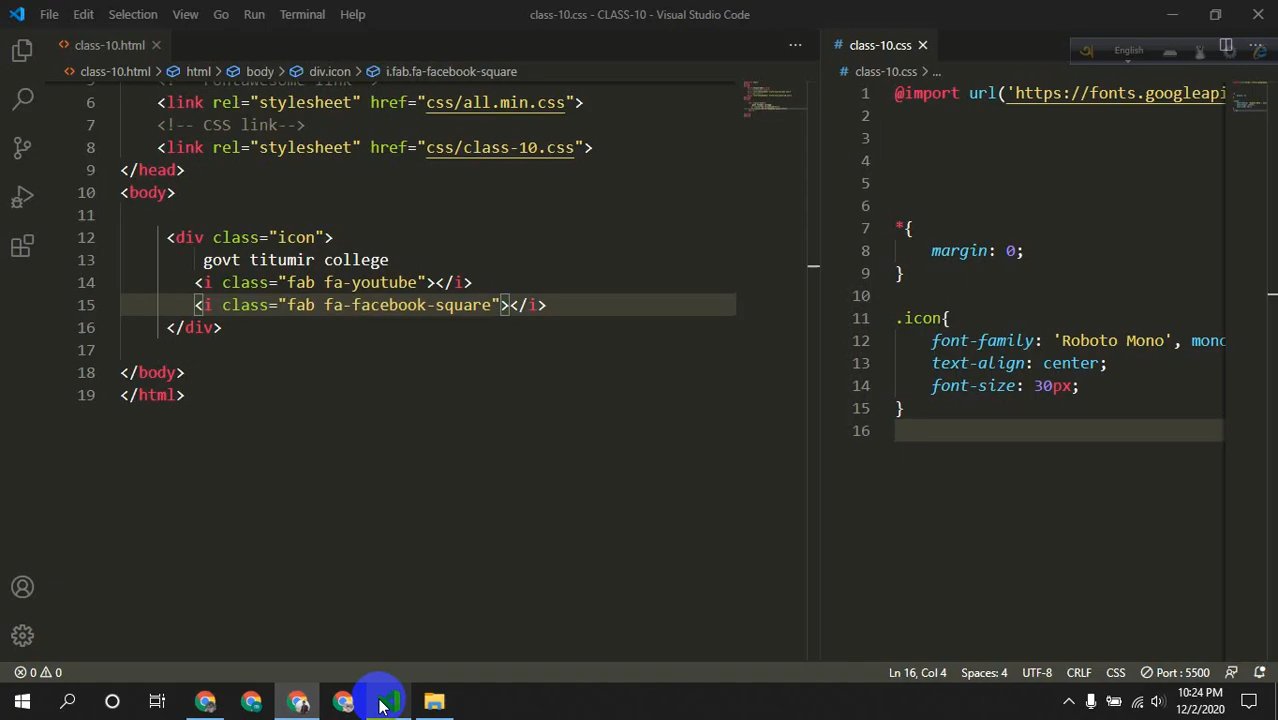 File Edit Selection View Go Run Terminal Help
class-10.css - CLASS-10 - Visual Studio Code
class-10.html
class-10.css
English
class-10.html html body div.icon i.fab.fa-facebook-square
class-10.css ...
6 <link rel="stylesheet" href="css/all.min.css">
7 <!-- CSS link-->
8 <link rel="stylesheet" href="css/class-10.css">
9 </head>
10 <body>
11
12 <div class="icon">
13 govt titumir college
14 <i class="fab fa-youtube"></i>
15 <i class="fab fa-facebook-square"></i>
16 </div>
17
18 </body>
19 </html>
1 @import url('https://fonts.googleapi
2
3
4
5
6
7 *{
8 margin: 0;
9 }
10
11 .icon{
12 font-family: 'Roboto Mono', mono
13 text-align: center;
14 font-size: 30px;
15 }
16
0 0
Ln 16, Col 4 Spaces: 4 UTF-8 CRLF CSS Port : 5500
10:24 PM
12/2/2020